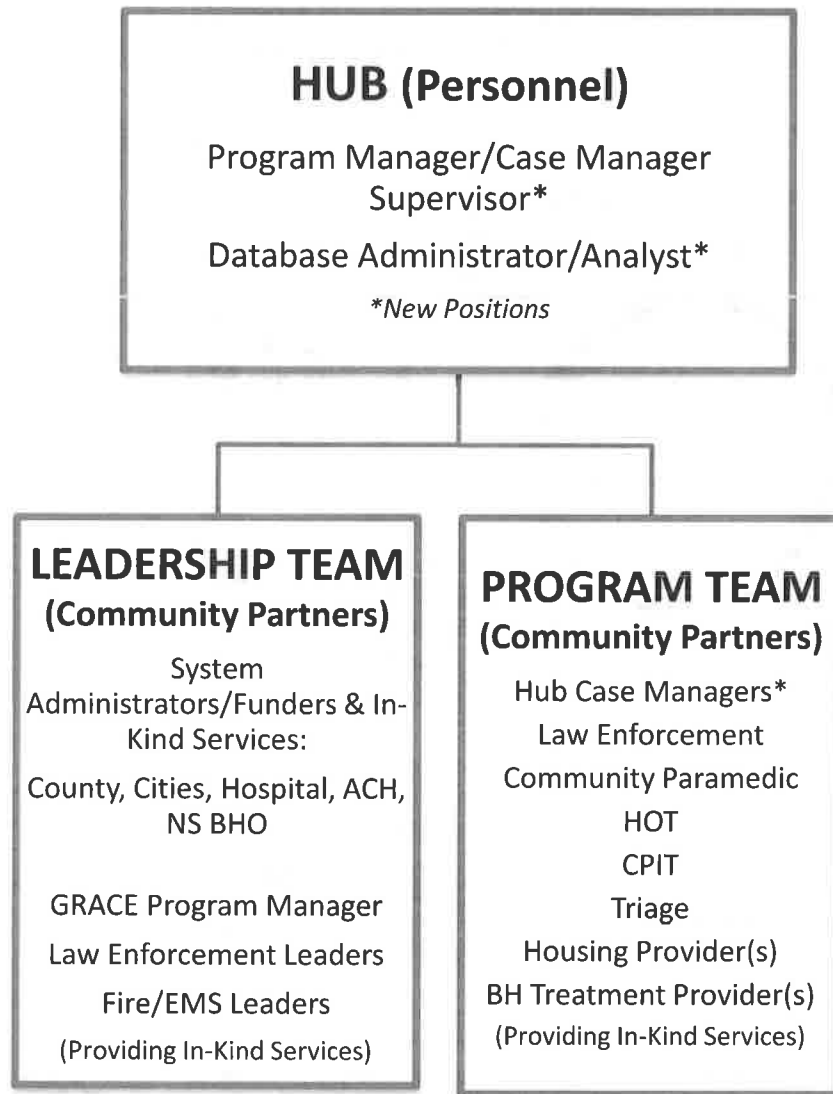 HUB (Personnel)
Program Manager/Case Manager
Supervisor*
Database Administrator/Analyst*
*New Positions
LEADERSHIP TEAM
(Community Partners)
System
Administrators/Funders & In-
Kind Services:
County, Cities, Hospital, ACH,
NS BHO
GRACE Program Manager
Law Enforcement Leaders
Fire/EMS Leaders
(Providing In-Kind Services)
PROGRAM TEAM
(Community Partners)
Hub Case Managers*
Law Enforcement
Community Paramedic
HOT
CPIT
Triage
Housing Provider(s)
BH Treatment Provider(s)
(Providing In-Kind Services)